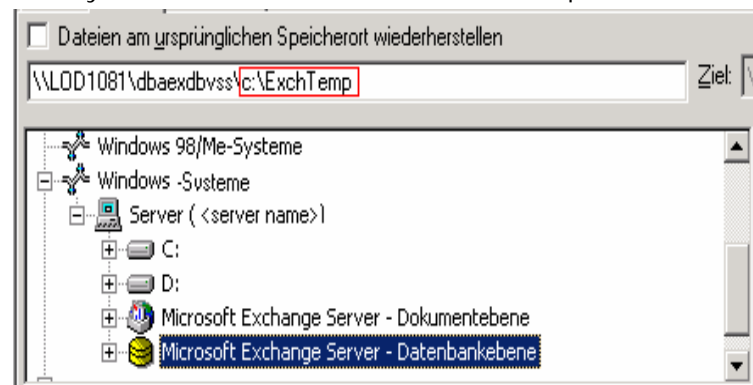 Dateien am ursprünglichen Speicherort wiederherstellen
\\LOD1081\dbaexdbvss\c:\ExchTemp
Ziel:
Windows 98/Me-Systeme
Windows -Systeme
Server ( <server name>)
C:
D:
Microsoft Exchange Server - Dokumentebene
Microsoft Exchange Server - Datenbankebene